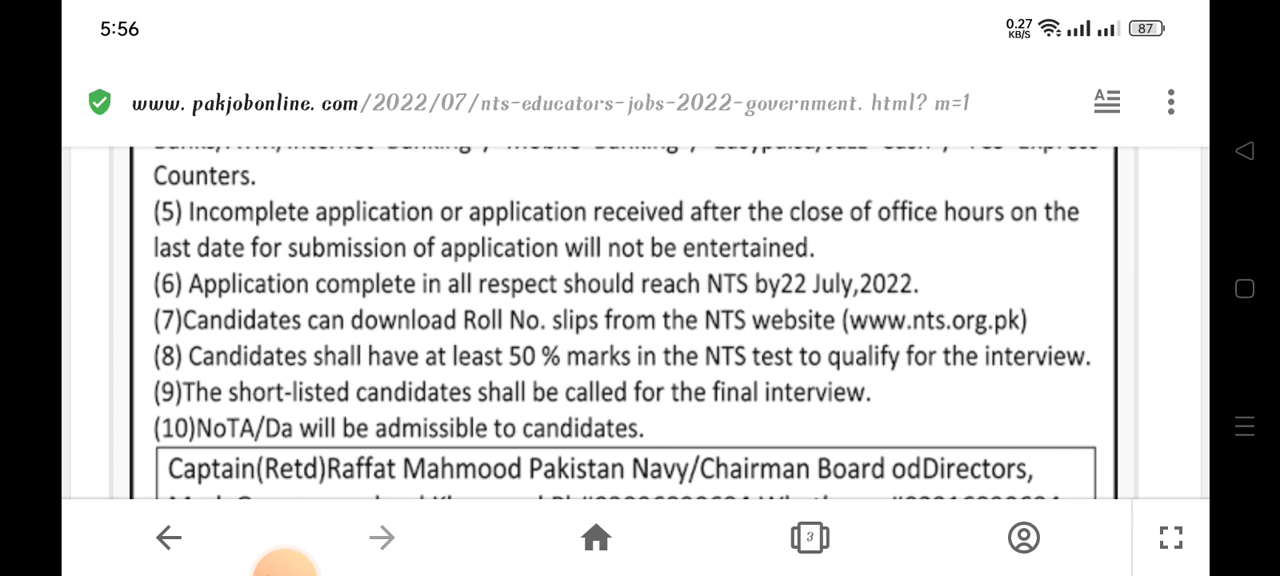 5:56
0.27
KB/S
87
www. pakjobonline. com/2022/07/nts-educators-jobs-2022-government. html? m=1
Counters.
(5) Incomplete application or application received after the close of office hours on the
last date for submission of application will not be entertained.
(6) Application complete in all respect should reach NTS by22 July,2022.
(7)Candidates can download Roll No. slips from the NTS website (www.nts.org.pk)
(8) Candidates shall have at least 50 % marks in the NTS test to qualify for the interview.
(9)The short-listed candidates shall be called for the final interview.
(10)NoTA/Da will be admissible to candidates.
Captain(Retd)Raffat Mahmood Pakistan Navy/Chairman Board odDirectors,
3